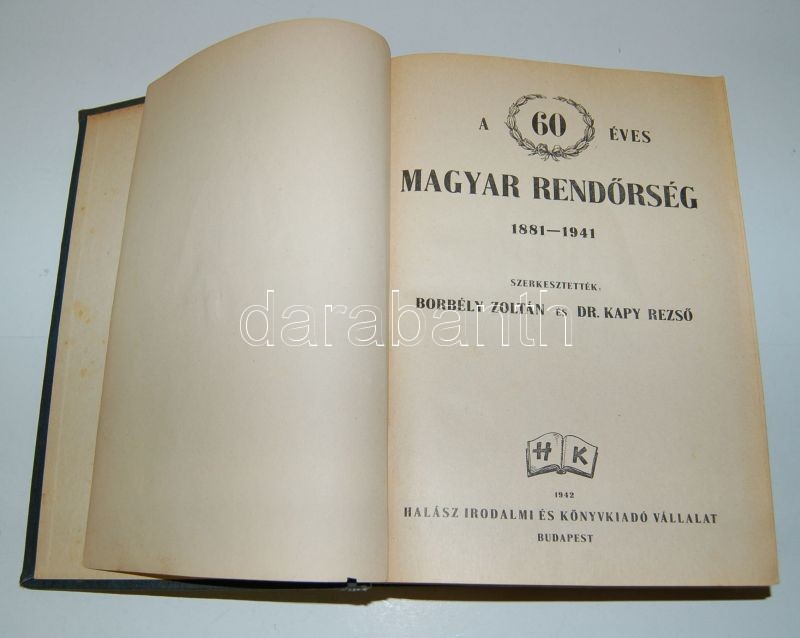 A 60 ÉVES
MAGYAR RENDŐRSÉG
1881—1941
SZERKESZTETTÉK:
BORBÉLY ZOLTÁN ÉS DR. KAPY REZSŐ
darabanth
H K
1942
HALÁSZ IRODALMI ÉS KÖNYVKIADÓ VÁLLALAT
BUDAPEST